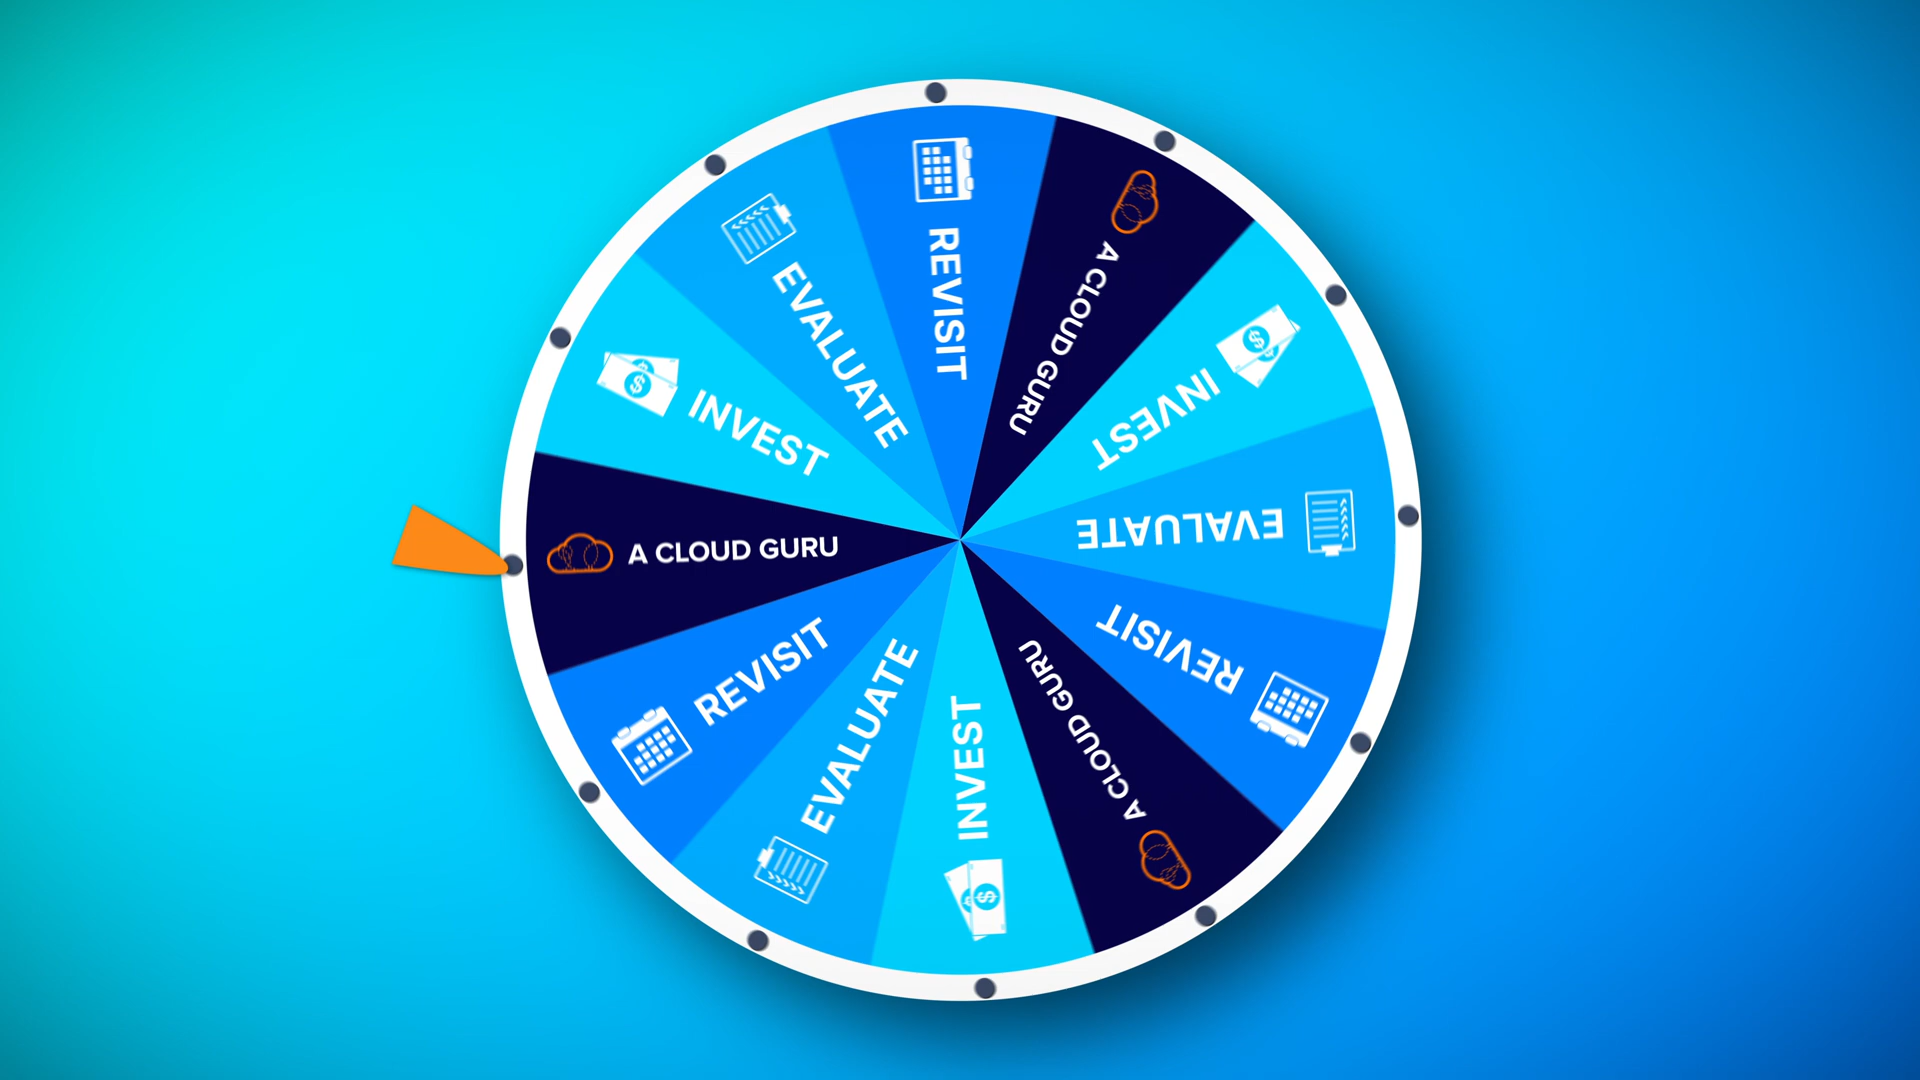 REVISIT
A CLOUD GURU
INVEST
EVALUATE
REVISIT
A CLOUD GURU
INVEST
EVALUATE
REVISIT
A CLOUD GURU
INVEST
EVALUATE